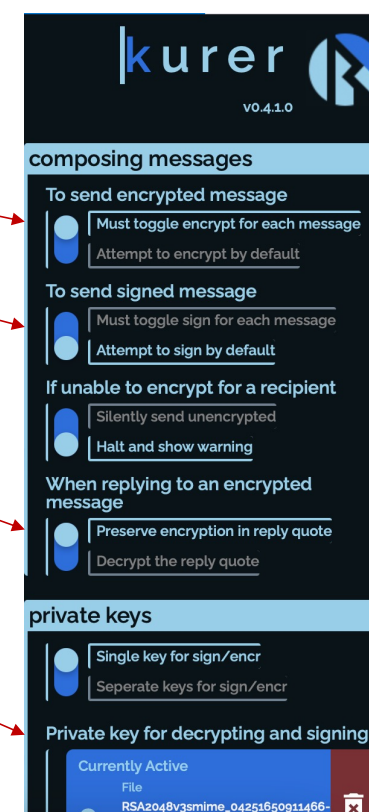 kurer
v0.4.1.0
composing messages
To send encrypted message
Must toggle encrypt for each message
Attempt to encrypt by default
To send signed message
Must toggle sign for each message
Attempt to sign by default
If unable to encrypt for a recipient
Silently send unencrypted
Halt and show warning
When replying to an encrypted
message
Preserve encryption in reply quote
Decrypt the reply quote
private keys
Single key for sign/encr
Seperate keys for sign/encr
Private key for decrypting and signing
Currently Active
File
RSA2048v3smime_04251650911466-